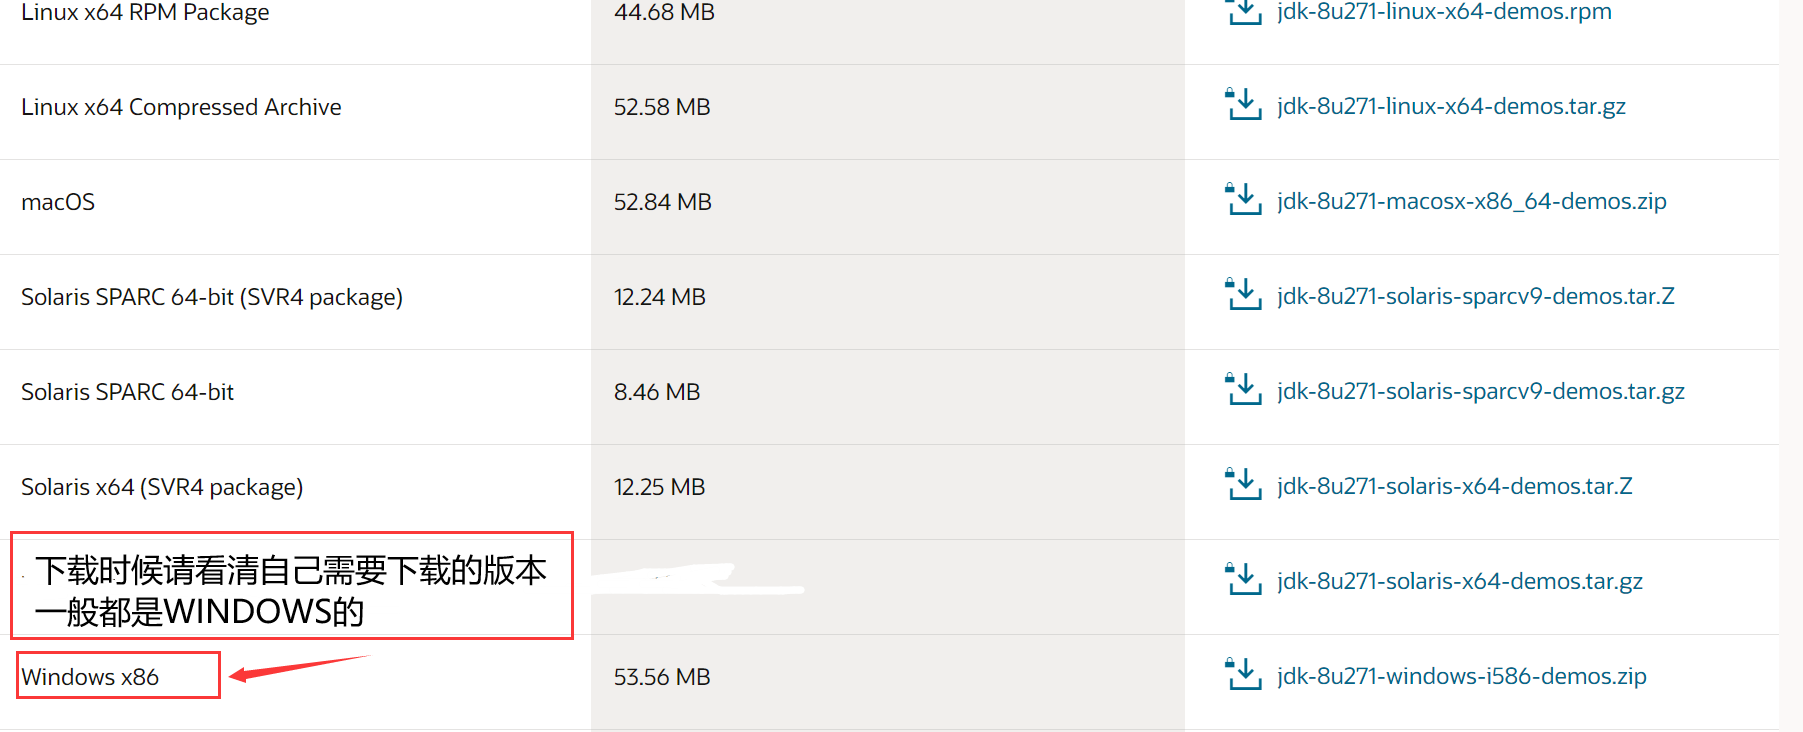 Linux x64 RPM Package 44.68 MB jdk-8u271-linux-x64-demos.rpm
Linux x64 Compressed Archive 52.58 MB jdk-8u271-linux-x64-demos.tar.gz
macOS 52.84 MB jdk-8u271-macosx-x86_64-demos.zip
Solaris SPARC 64-bit (SVR4 package) 12.24 MB jdk-8u271-solaris-sparcv9-demos.tar.Z
Solaris SPARC 64-bit 8.46 MB jdk-8u271-solaris-sparcv9-demos.tar.gz
Solaris x64 (SVR4 package) 12.25 MB jdk-8u271-solaris-x64-demos.tar.Z
下载时候请看清自己需要下载的版本
一般都是WINDOWS的
jdk-8u271-solaris-x64-demos.tar.gz
Windows x86 53.56 MB jdk-8u271-windows-i586-demos.zip